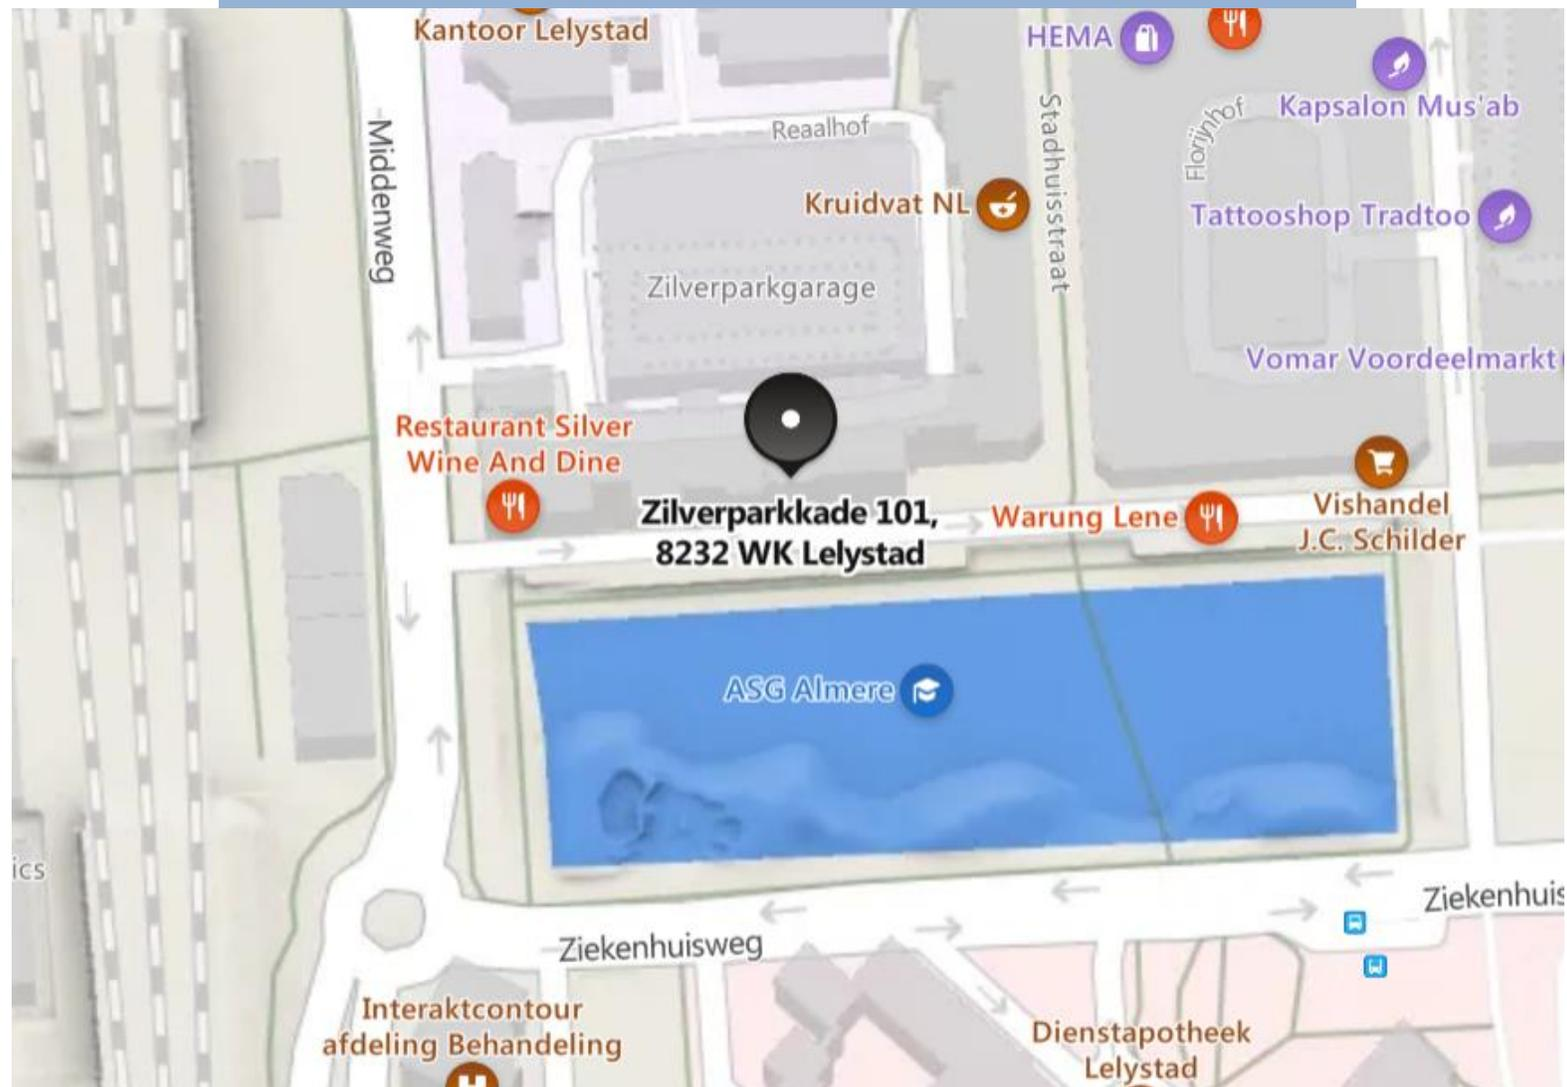 Kantoor Lelystad
HEMA
Kapsalon Mus'ab
Middenweg
Reaalhof
Stadhuisstraat
Florijnhof
Kruidvat NL
Tattooshop Tradtoo
Zilverparkgarage
Vomar Voordeelmarkt
Restaurant Silver
Wine And Dine
Zilverparkkade 101,
8232 WK Lelystad
Warung Lene
Vishandel
J.C. Schilder
ASG Almere
ics
Ziekenhuis
Ziekenhuisweg
Interaktcontour
afdeling Behandeling
Dienstapotheek
Lelystad